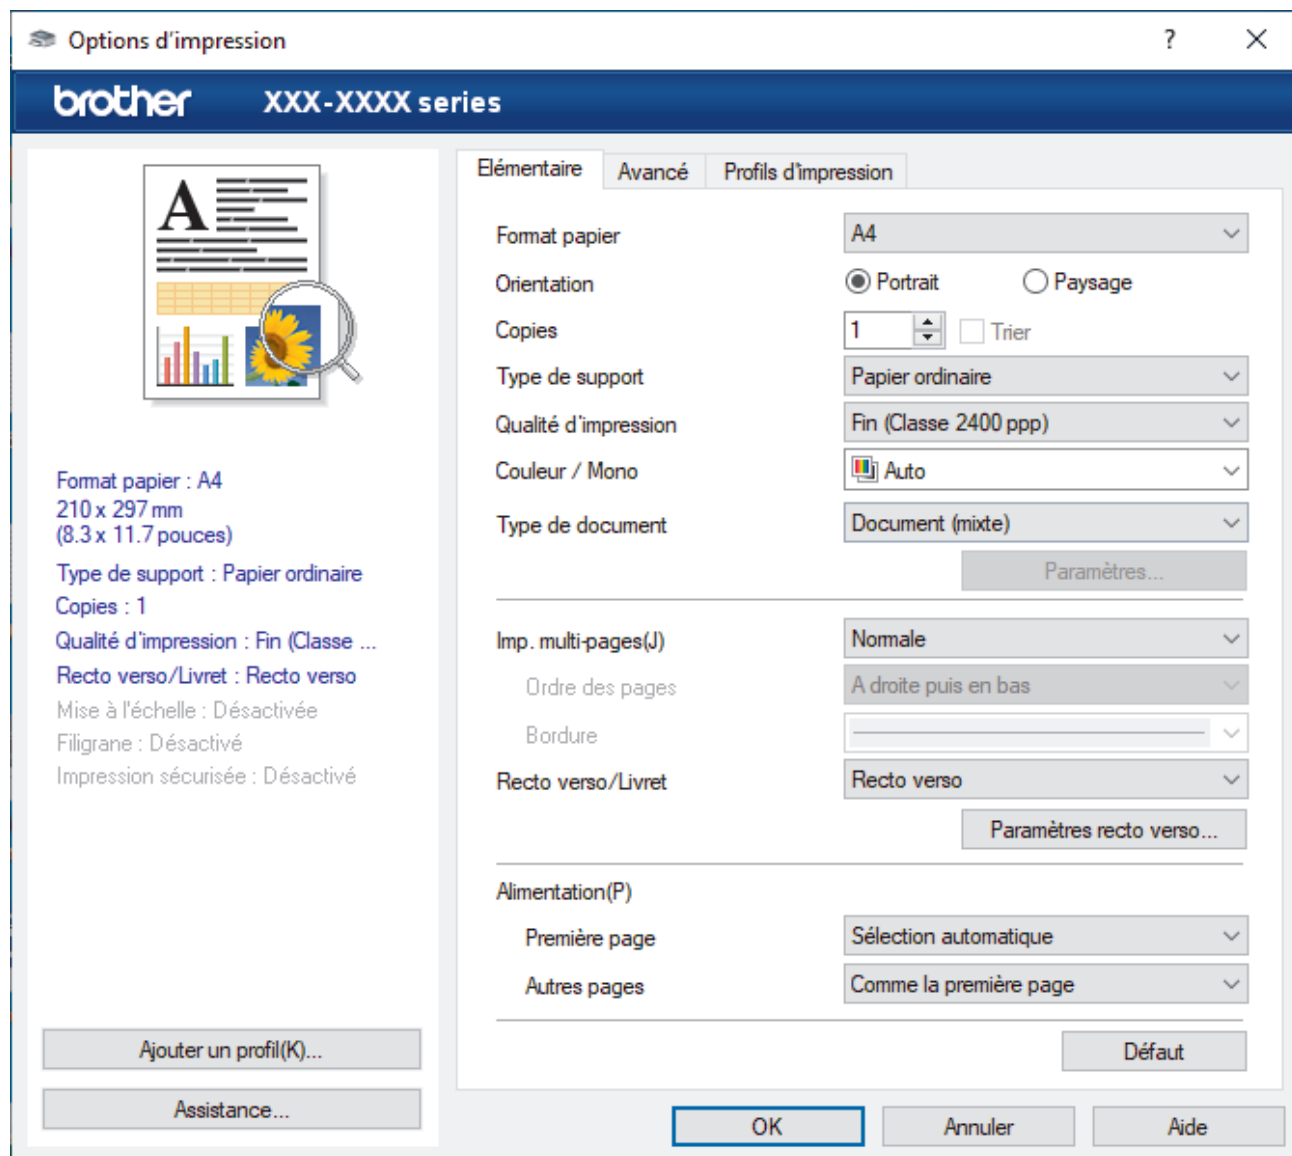 Options d'impression
?
brother XXX-XXXX series
A
Format papier : A4
210 x 297 mm
(8.3 x 11.7 pouces)
Type de support : Papier ordinaire
Copies : 1
Qualité d'impression : Fin (Classe ...
Recto verso/Livret : Recto verso
Mise à l'échelle : Désactivée
Filigrane : Désactivé
Impression sécurisée : Désactivé
Ajouter un profil(K)...
Assistance...
Elémentaire Avancé Profils d'impression
Format papier A4
Orientation Portrait Paysage
Copies 1 Trier
Type de support Papier ordinaire
Qualité d'impression Fin (Classe 2400 ppp)
Couleur / Mono Auto
Type de document Document (mixte)
Paramètres...
Imp. multi-pages(J) Normale
Ordre des pages A droite puis en bas
Bordure
Recto verso/Livret Recto verso
Paramètres recto verso...
Alimentation(P)
Première page Sélection automatique
Autres pages Comme la première page
Défaut
OK Annuler Aide